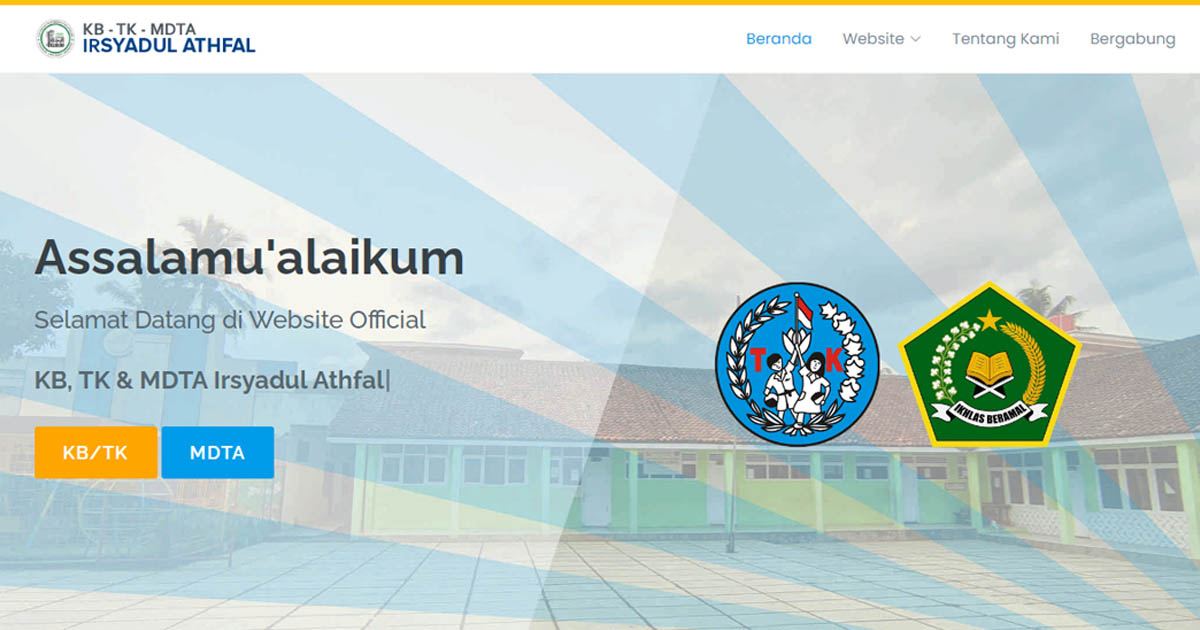 KB - TK - MDTA
IRSYADUL ATHFAL
Beranda
Website
Tentang Kami
Bergabung
Assalamu'alaikum
Selamat Datang di Website Official
KB, TK & MDTA Irsyadul Athfal|
KB/TK
MDTA
T K
IKHLAS BERAMAL